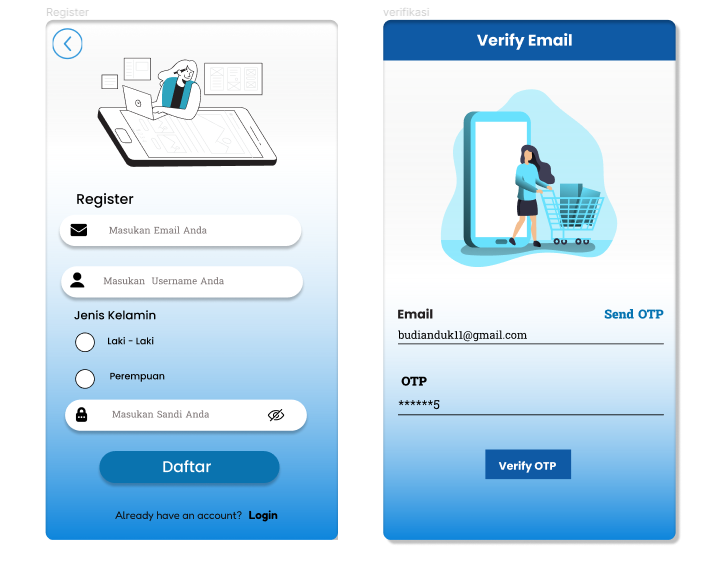 Register
Register
Masukan Email Anda
Masukan Username Anda
Jenis Kelamin
Laki - Laki
Perempuan
Masukan Sandi Anda
Daftar
Already have an account? Login
verifikasi
Verify Email
Email
Send OTP
budianduk11@gmail.com
OTP
******5
Verify OTP